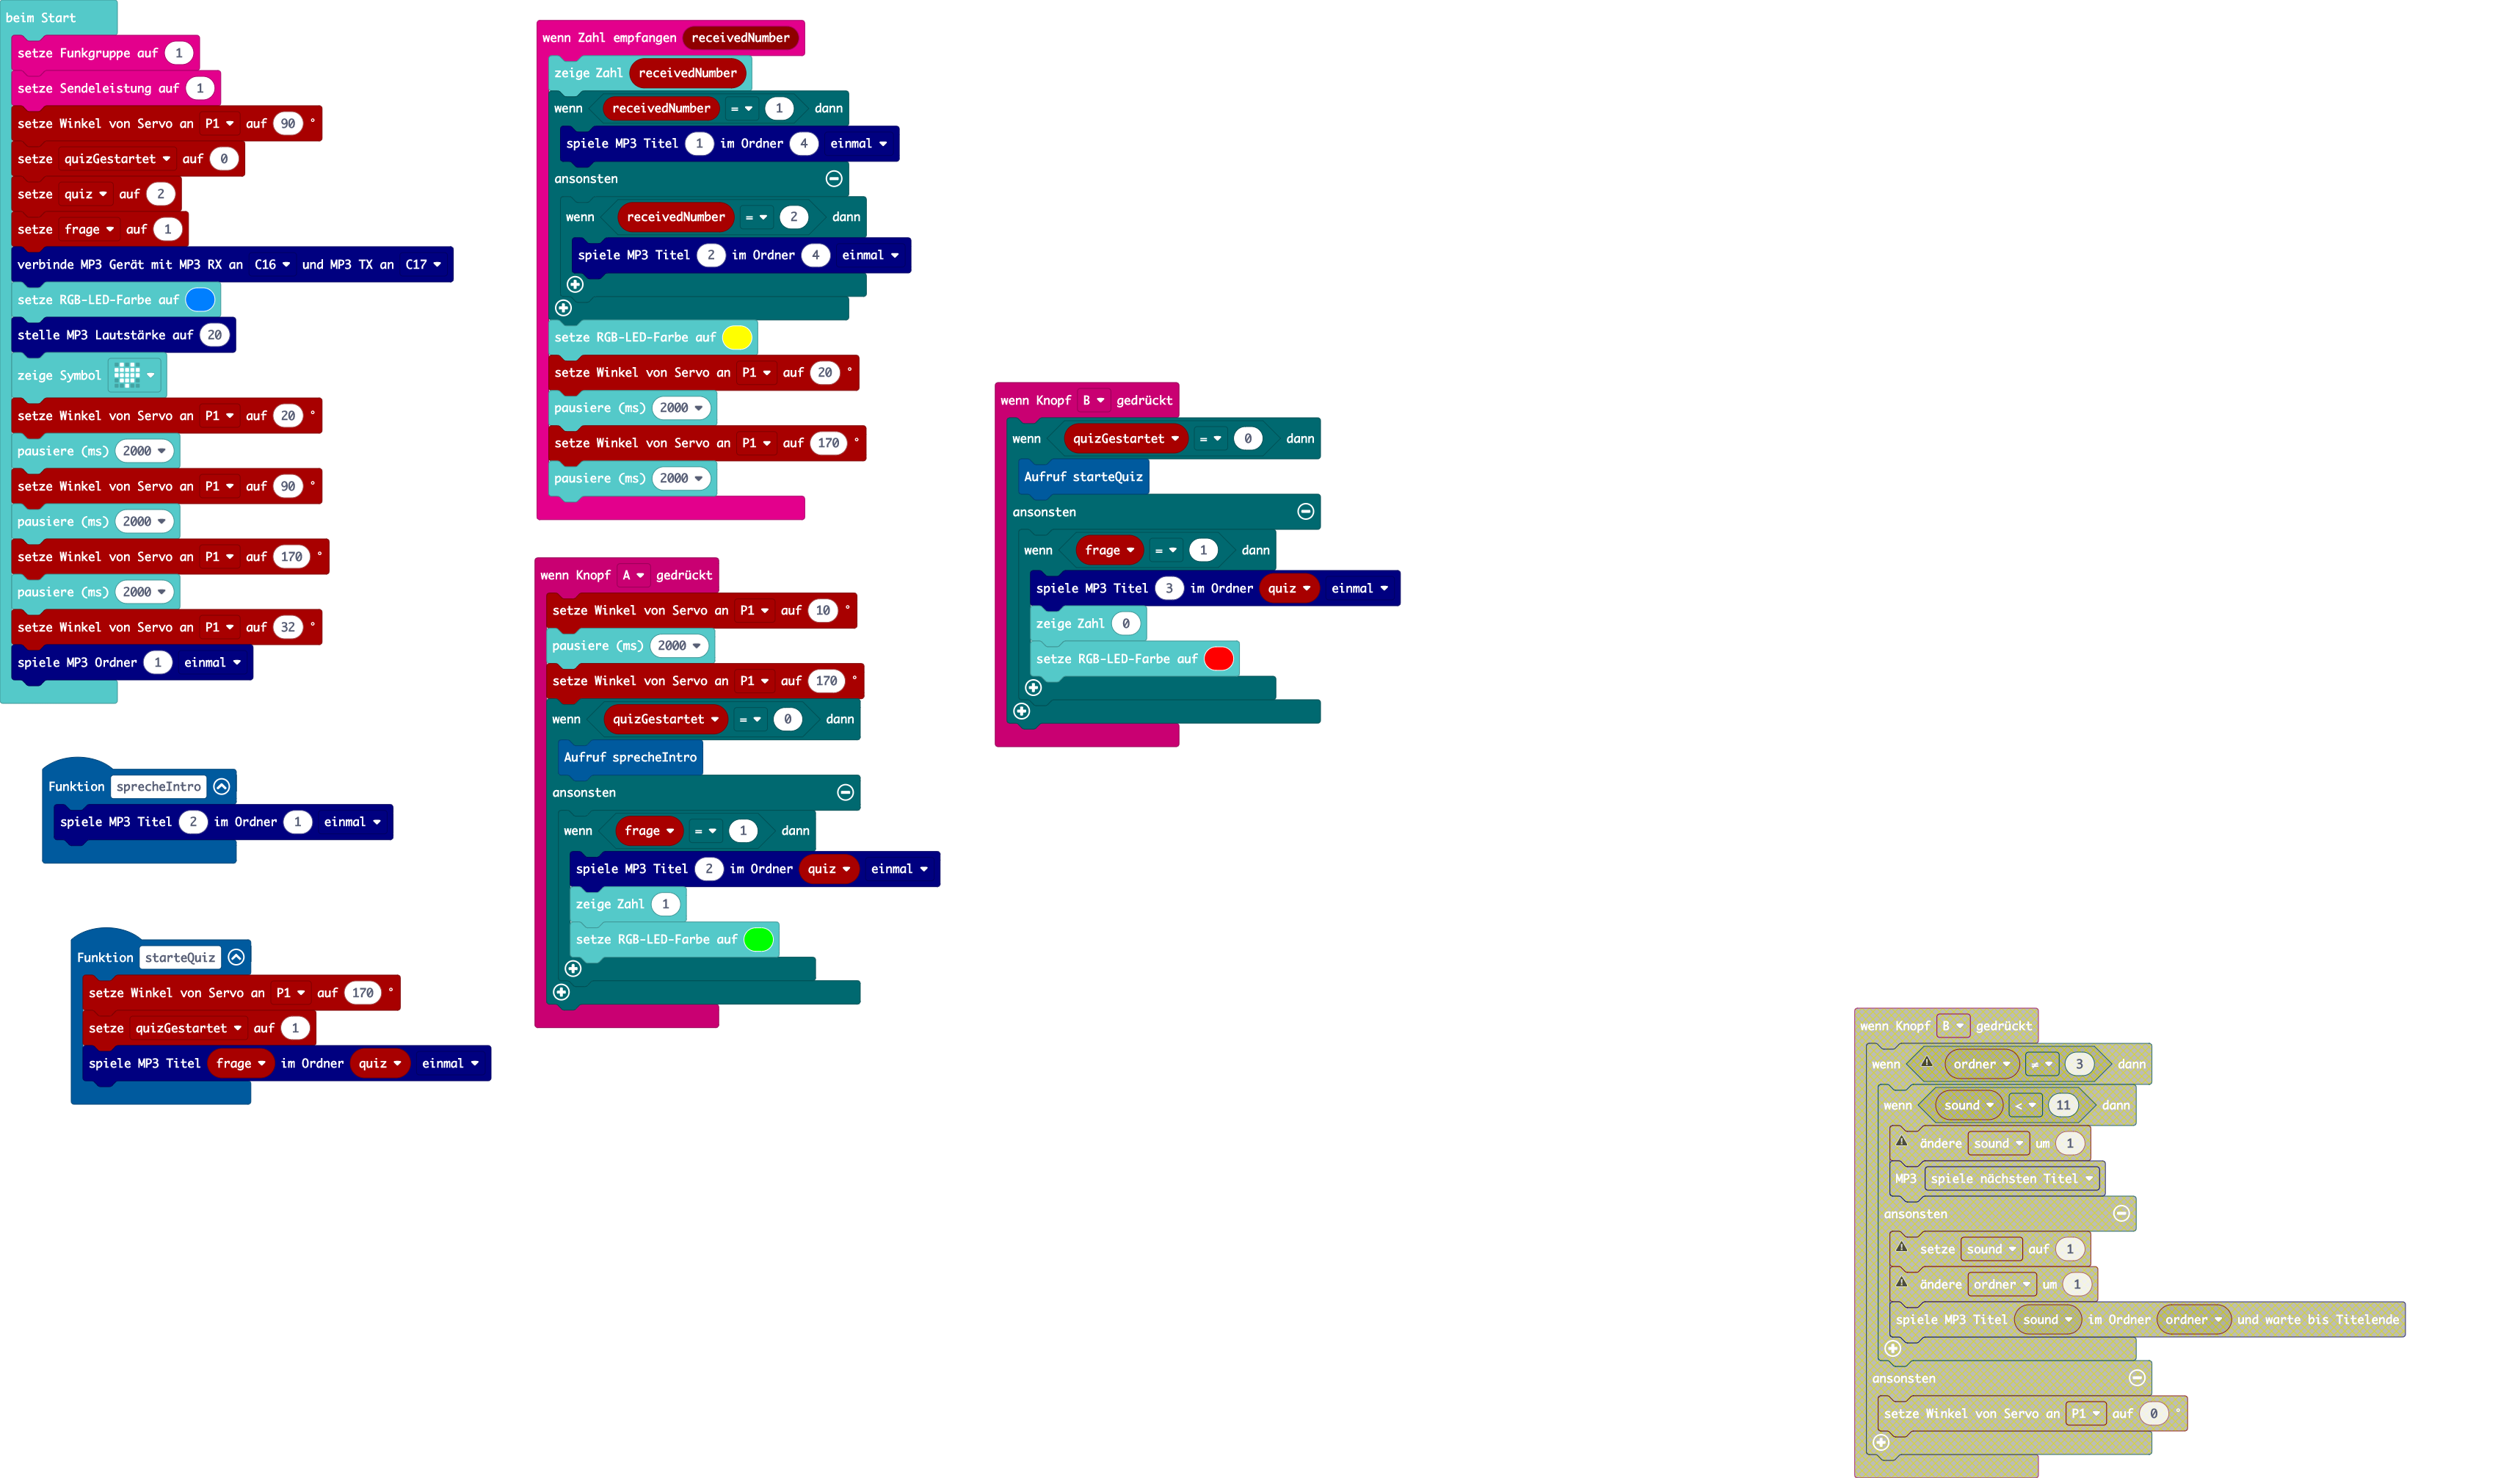 beim Start
setze Funkgruppe auf 1
setze Sendeleistung auf 1
setze Winkel von Servo an P1 auf 90 °
setze quizGestartet auf 0
setze quiz auf 2
setze frage auf 1
verbinde MP3 Gerät mit MP3 RX an C16 und MP3 TX an C17
setze RGB-LED-Farbe auf
stelle MP3 Lautstärke auf 20
zeige Symbol
setze Winkel von Servo an P1 auf 20 °
pausiere (ms) 2000
setze Winkel von Servo an P1 auf 90 °
pausiere (ms) 2000
setze Winkel von Servo an P1 auf 170 °
pausiere (ms) 2000
setze Winkel von Servo an P1 auf 32 °
spiele MP3 Ordner 1 einmal
Funktion sprecheIntro
spiele MP3 Titel 2 im Ordner 1 einmal
Funktion starteQuiz
setze Winkel von Servo an P1 auf 170 °
setze quizGestartet auf 1
spiele MP3 Titel frage im Ordner quiz einmal
wenn Zahl empfangen receivedNumber
zeige Zahl receivedNumber
wenn receivedNumber = 1 dann
spiele MP3 Titel 1 im Ordner 4 einmal
ansonsten
wenn receivedNumber = 2 dann
spiele MP3 Titel 2 im Ordner 4 einmal
setze RGB-LED-Farbe auf
setze Winkel von Servo an P1 auf 20 °
pausiere (ms) 2000
setze Winkel von Servo an P1 auf 170 °
pausiere (ms) 2000
wenn Knopf A gedrückt
setze Winkel von Servo an P1 auf 10 °
pausiere (ms) 2000
setze Winkel von Servo an P1 auf 170 °
wenn quizGestartet = 0 dann
Aufruf sprecheIntro
ansonsten
wenn frage = 1 dann
spiele MP3 Titel 2 im Ordner quiz einmal
zeige Zahl 1
setze RGB-LED-Farbe auf
wenn Knopf B gedrückt
wenn quizGestartet = 0 dann
Aufruf starteQuiz
ansonsten
wenn frage = 1 dann
spiele MP3 Titel 3 im Ordner quiz einmal
zeige Zahl 0
setze RGB-LED-Farbe auf
wenn Knopf B gedrückt
wenn ordner ≠ 3 dann
wenn sound < 11 dann
ändere sound um 1
MP3 spiele nächsten Titel
ansonsten
setze sound auf 1
ändere ordner um 1
spiele MP3 Titel sound im Ordner ordner und warte bis Titelende
ansonsten
setze Winkel von Servo an P1 auf 0 °